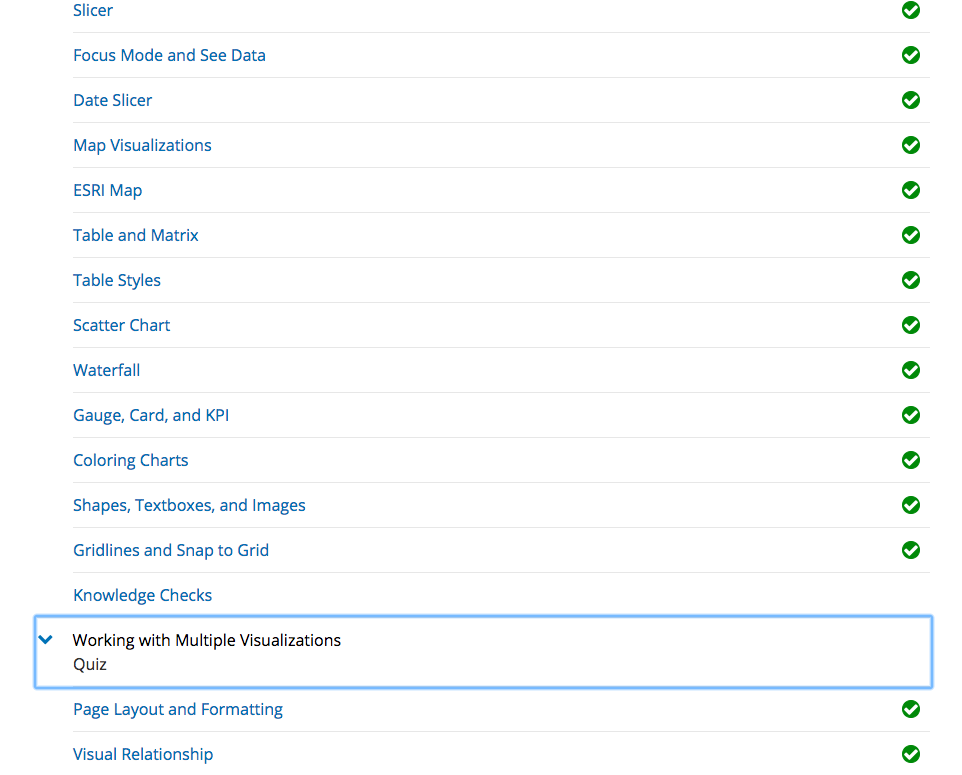 Slicer
Focus Mode and See Data
Date Slicer
Map Visualizations
ESRI Map
Table and Matrix
Table Styles
Scatter Chart
Waterfall
Gauge, Card, and KPI
Coloring Charts
Shapes, Textboxes, and Images
Gridlines and Snap to Grid
Knowledge Checks
Working with Multiple Visualizations
Quiz
Page Layout and Formatting
Visual Relationship